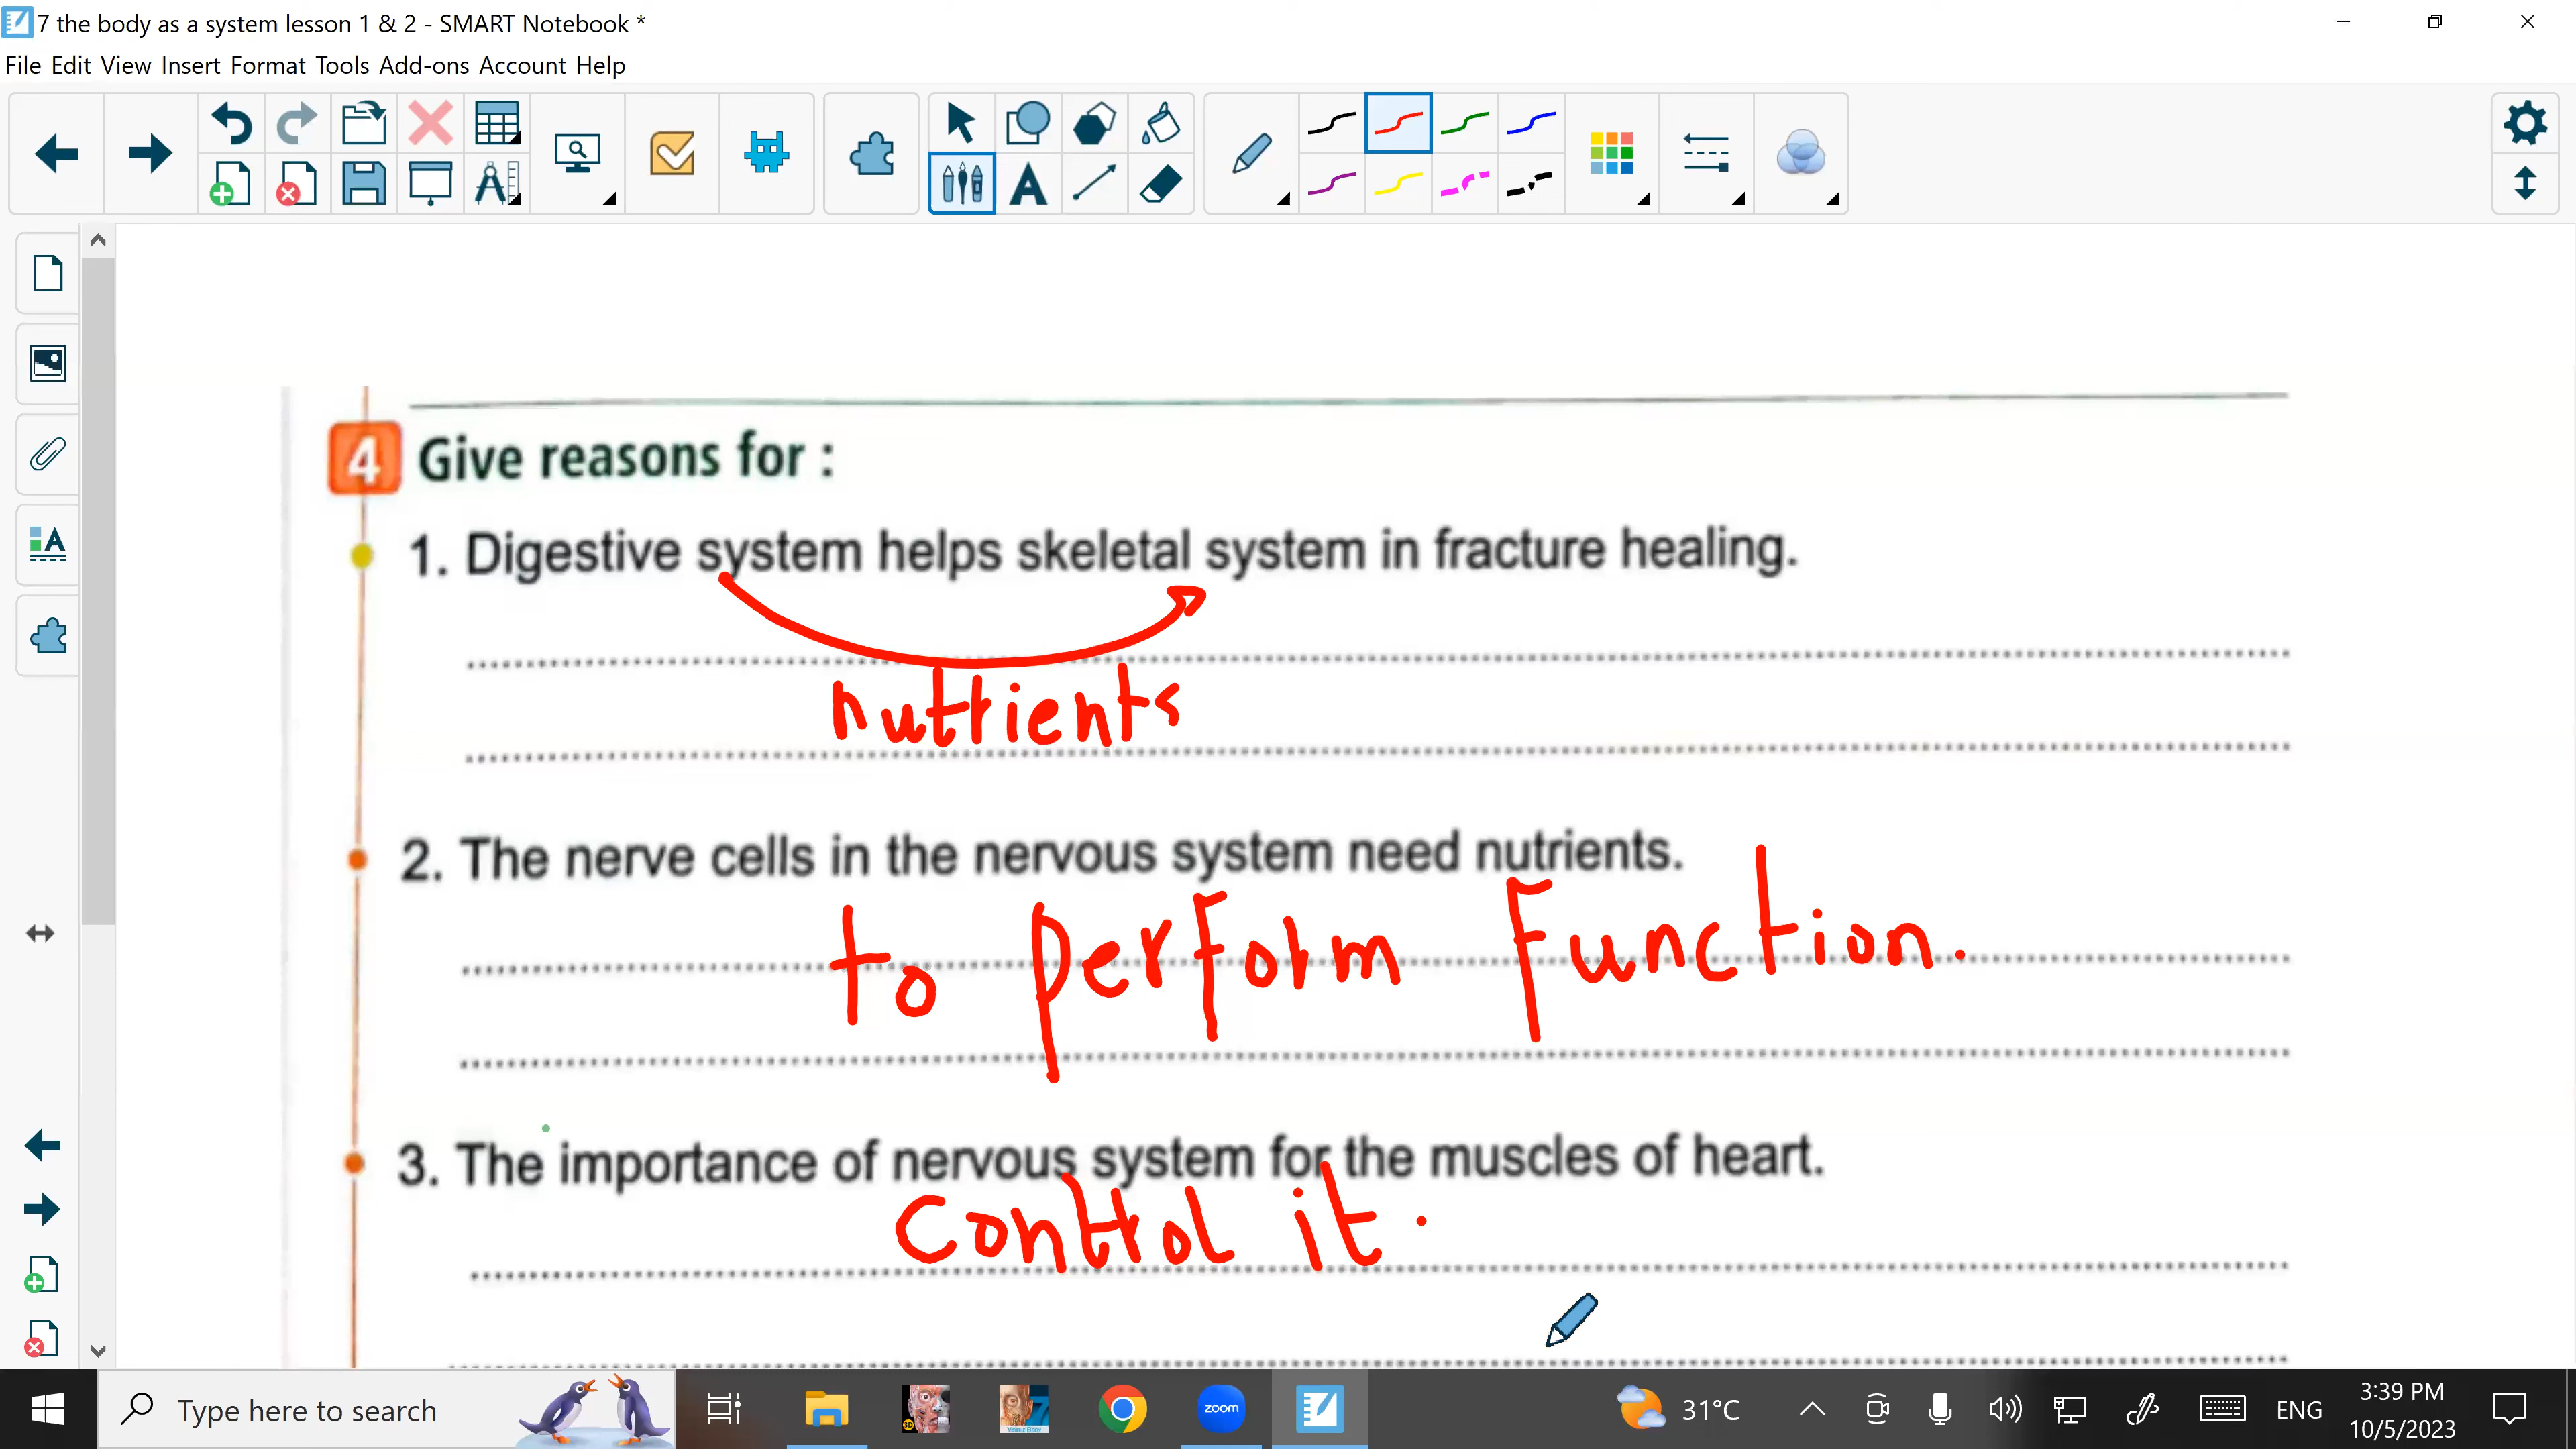 7 the body as a system lesson 1 & 2 - SMART Notebook *
File Edit View Insert Format Tools Add-ons Account Help
4 Give reasons for :
1. Digestive system helps skeletal system in fracture healing.
nutrients
2. The nerve cells in the nervous system need nutrients.
to perform Function.
3. The importance of nervous system for the muscles of heart.
Control it.
Type here to search
zoom
31°C
ENG
3:39 PM
10/5/2023